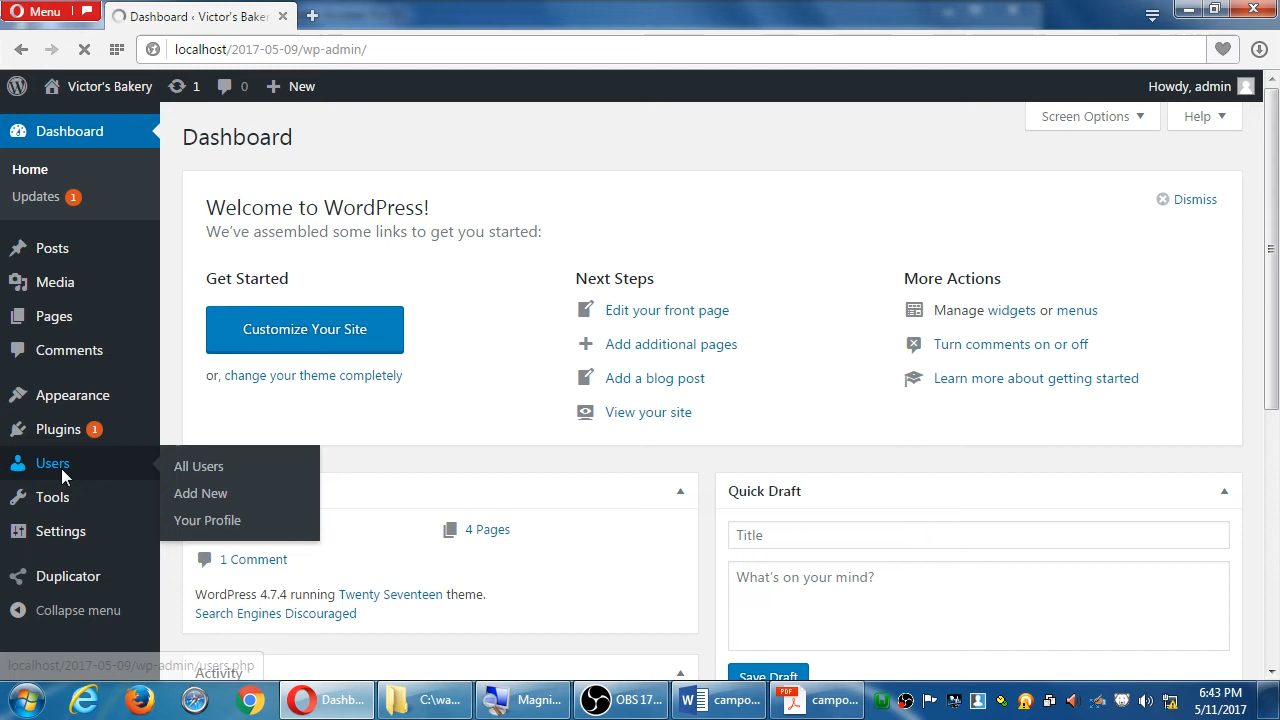 Menu
Dashboard ‹ Victor's Baker
localhost/2017-05-09/wp-admin/
Victor's Bakery 1 0 New
Howdy, admin
Dashboard
Home
Updates 1
Posts
Media
Pages
Comments
Appearance
Plugins 1
Users
Tools
Settings
Duplicator
Collapse menu
All Users
Add New
Your Profile
Dashboard
Screen Options
Help
Welcome to WordPress!
We've assembled some links to get you started:
Dismiss
Get Started
Customize Your Site
or, change your theme completely
Next Steps
Edit your front page
Add additional pages
Add a blog post
View your site
More Actions
Manage widgets or menus
Turn comments on or off
Learn more about getting started
4 Pages
1 Comment
WordPress 4.7.4 running Twenty Seventeen theme.
Search Engines Discouraged
Activity
Quick Draft
Title
What's on your mind?
Save Draft
localhost/2017-05-09/wp-admin/users.php
Dashb...
C:\wa...
Magni...
OBS 17...
campo...
PDF
campo...
6:43 PM
5/11/2017